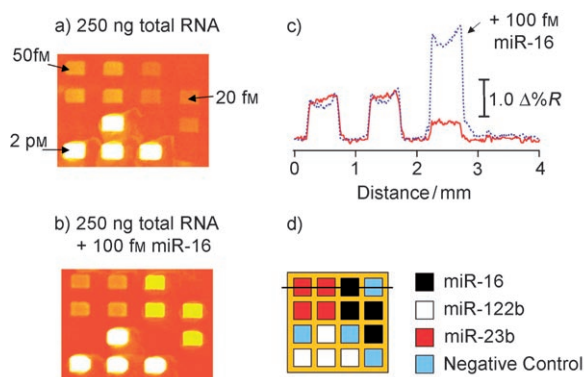 a) 250 ng total RNA
50fM
20 fM
2 pM
b) 250 ng total RNA
+ 100 fM miR-16
c)
+ 100 fM
miR-16
1.0 Δ%R
0 1 2 3 4
Distance/mm
d)
miR-16
miR-122b
miR-23b
Negative Control